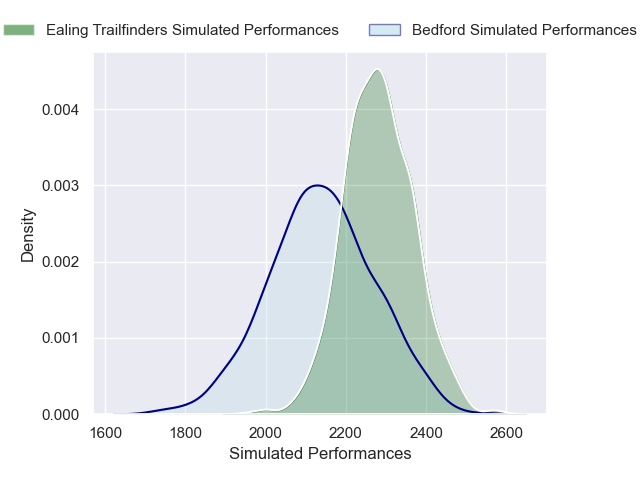 Ealing Trailfinders Simulated Performances
Bedford Simulated Performances
0.004
0.003
0.002
0.001
0.000
Density
1600 1800 2000 2200 2400 2600
Simulated Performances